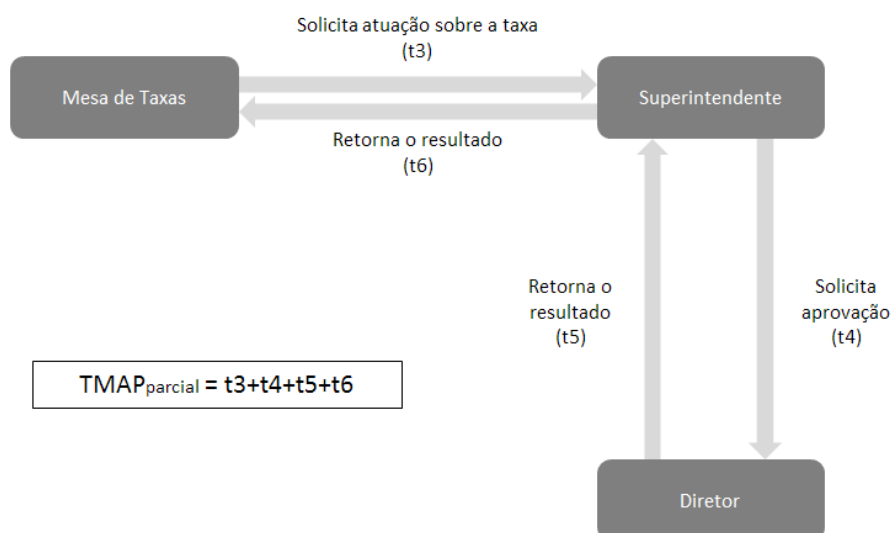 Solicita atuação sobre a taxa
(t3)
Mesa de Taxas
Superintendente
Retorna o resultado
(t6)
Retorna o
resultado
(t5)
Solicita
aprovação
(t4)
TMAPparcial = t3+t4+t5+t6
Diretor